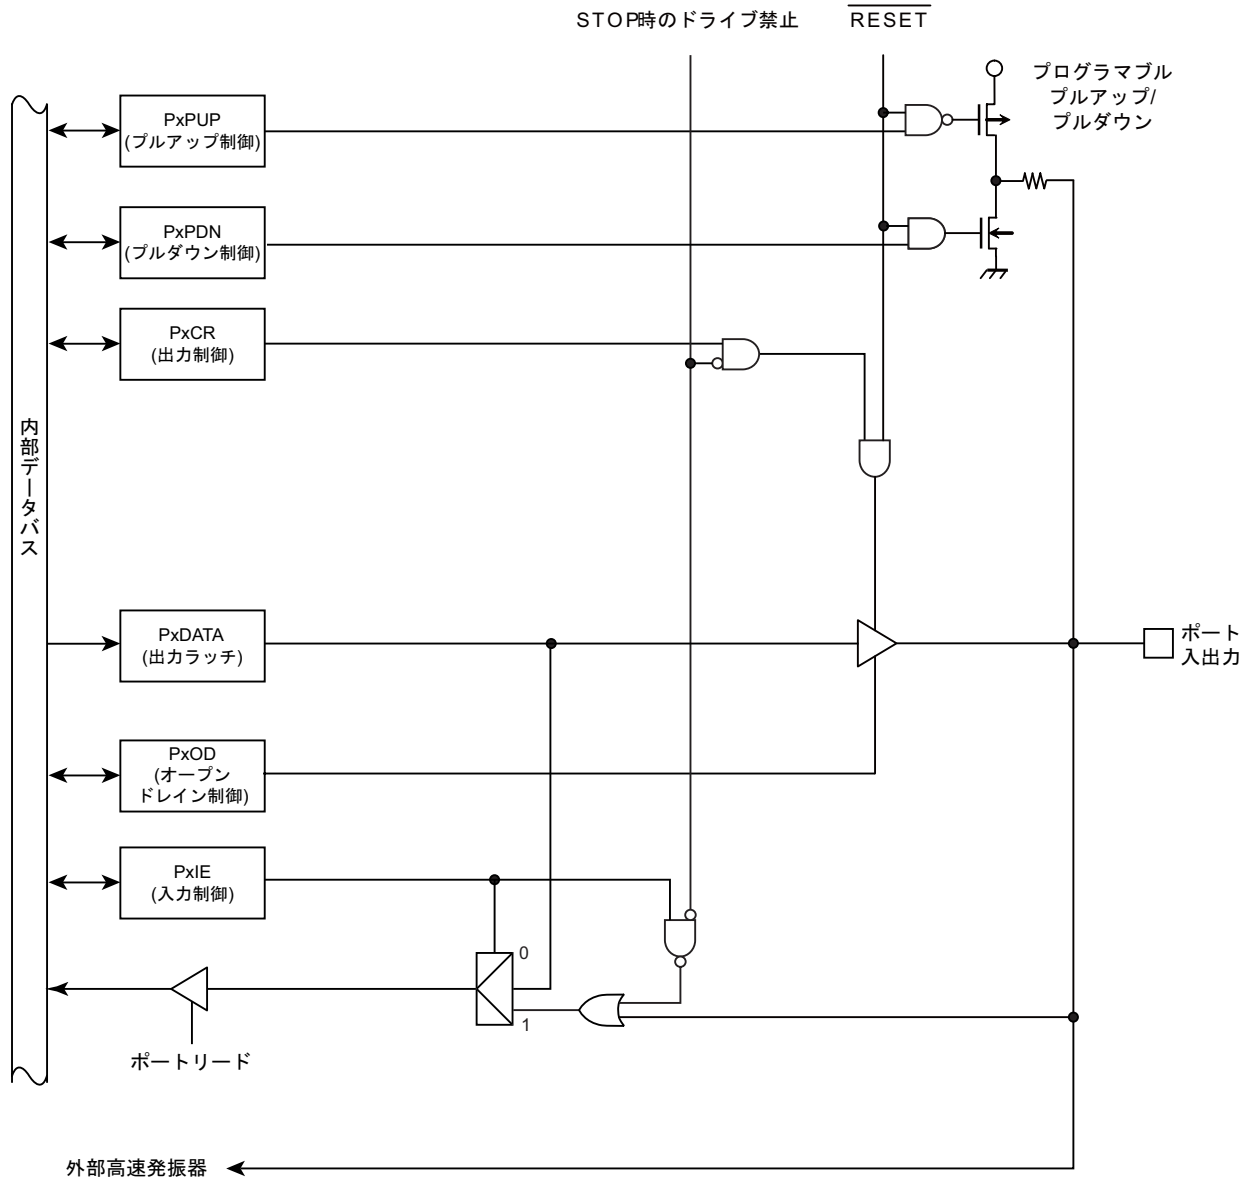 STOP時のドライブ禁止
RESET
プログラマブル
プルアップ/
プルダウン
PxPUP
(プルアップ制御)
PxPDN
(プルダウン制御)
PxCR
(出力制御)
内部データバス
PxDATA
(出力ラッチ)
ポート
入出力
PxOD
(オープン
ドレイン制御)
PxIE
(入力制御)
0
1
ポートリード
外部高速発振器